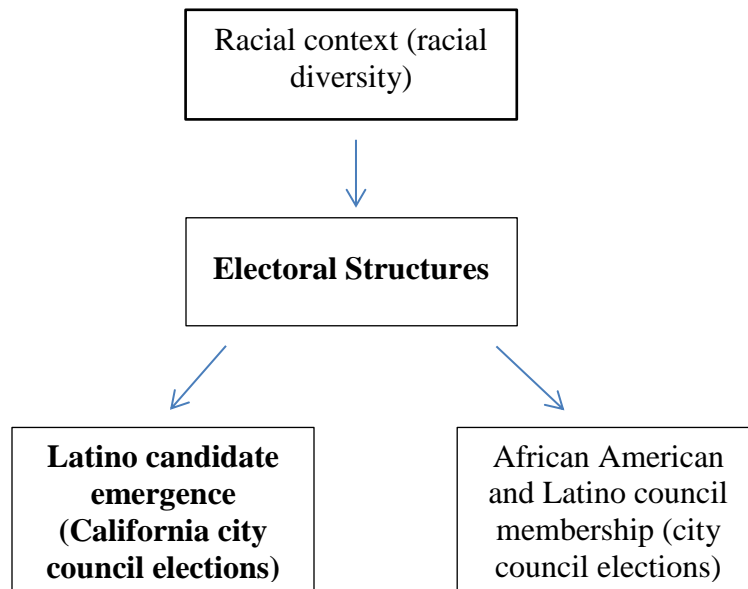 Racial context (racial
diversity)
Electoral Structures
Latino candidate
emergence
(California city
council elections)
African American
and Latino council
membership (city
council elections)